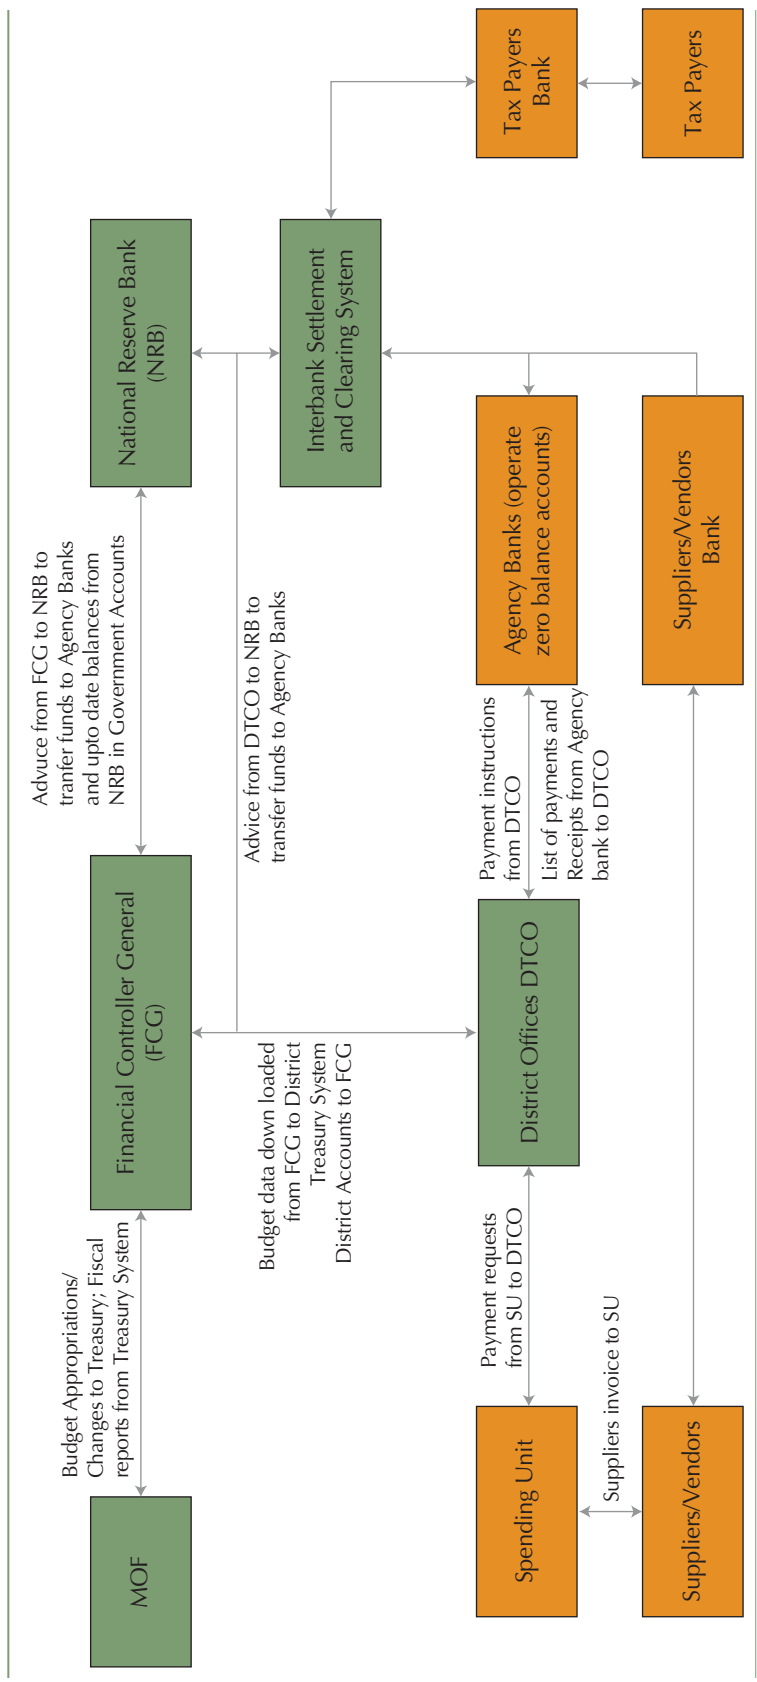 MOF
Budget Appropriations/
Changes to Treasury; Fiscal
reports from Treasury System
Financial Controller General
(FCG)
Advuce from FCG to NRB to
tranfer funds to Agency Banks
and upto date balances from
NRB in Government Accounts
National Reserve Bank
(NRB)
Budget data down loaded
from FCG to District
Treasury System
District Accounts to FCG
Advice from DTCO to NRB to
transfer funds to Agency Banks
Interbank Settlement
and Clearing System
Spending Unit
Payment requests
from SU to DTCO
District Offices DTCO
Payment instructions
from DTCO
List of payments and
Receipts from Agency
bank to DTCO
Agency Banks (operate
zero balance accounts)
Tax Payers
Bank
Suppliers invoice to SU
Suppliers/Vendors
Suppliers/Vendors
Bank
Tax Payers